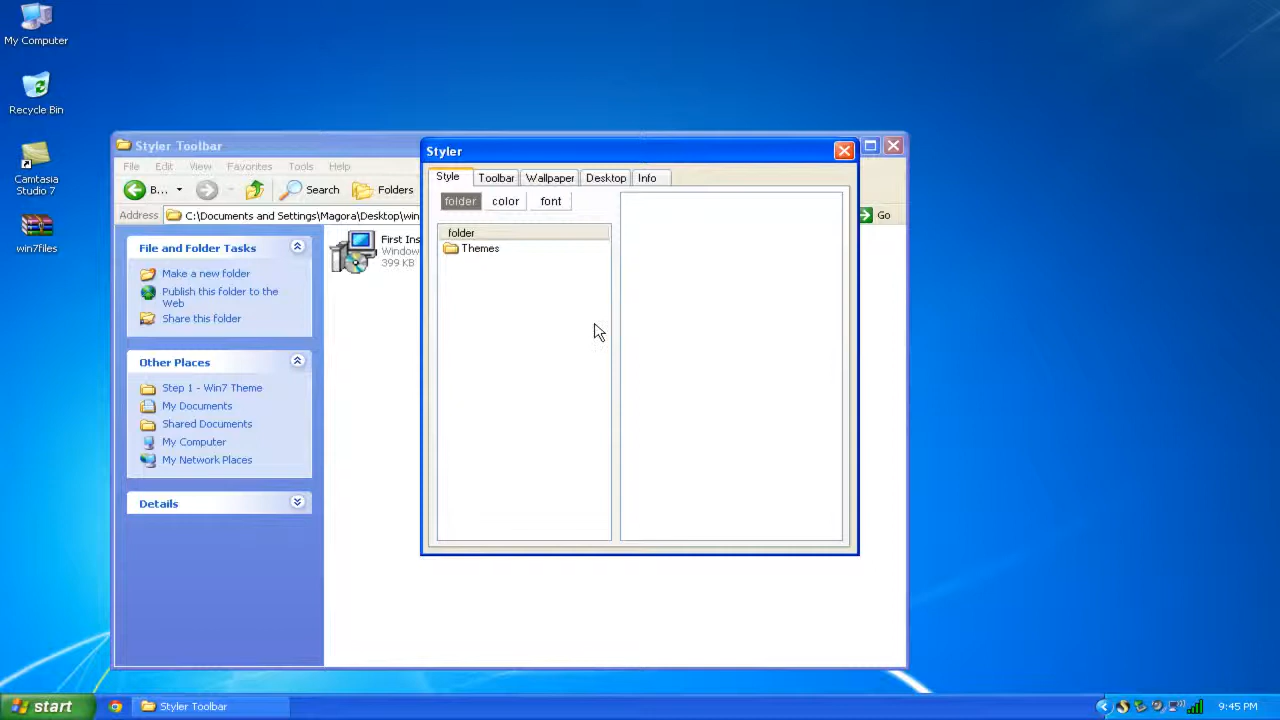 My Computer
Recycle Bin
Camtasia
Studio 7
win7files
Styler Toolbar
File Edit View Favorites Tools Help
B... Search Folders
Address C:\Documents and Settings\Magora\Desktop\win
Go
File and Folder Tasks
Make a new folder
Publish this folder to the
Web
Share this folder
Other Places
Step 1 - Win7 Theme
My Documents
Shared Documents
My Computer
My Network Places
Details
First Ins
Window
399 KB
Styler
Style Toolbar Wallpaper Desktop Info
folder color font
folder
Themes
start Styler Toolbar 9:45 PM